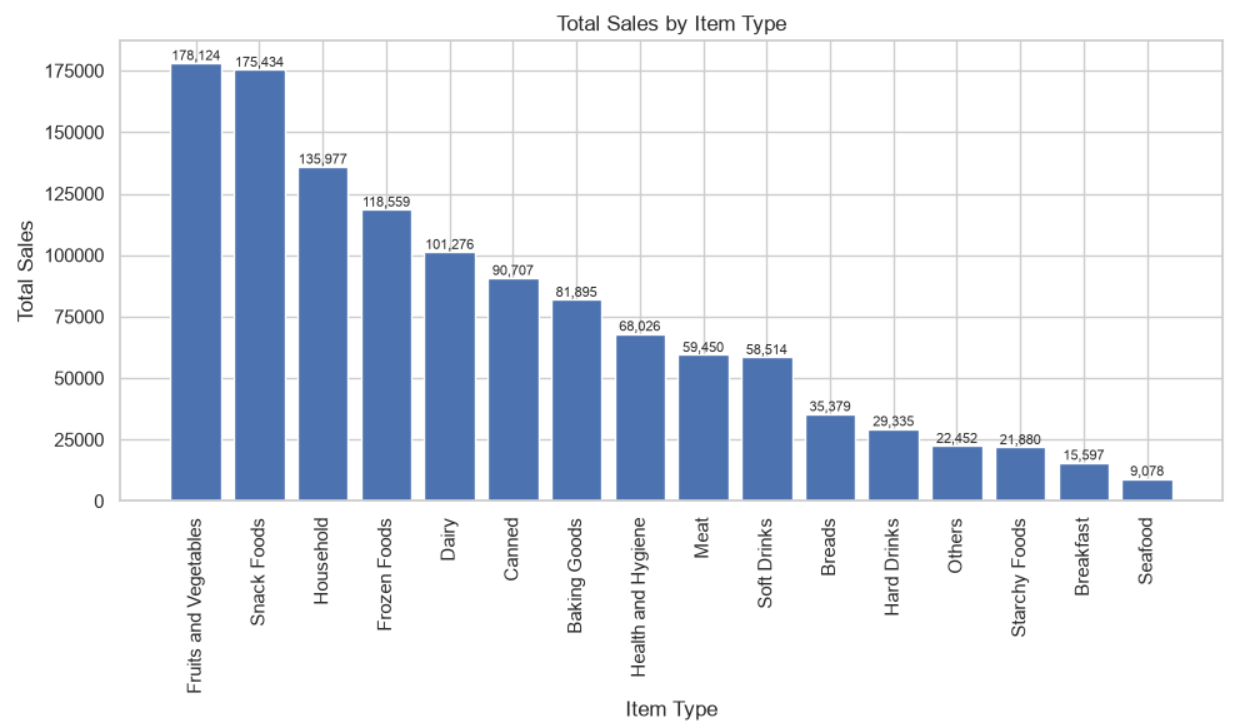 Total Sales by Item Type
Total Sales
175000
150000
125000
100000
75000
50000
25000
0
178,124
175,434
135,977
118,559
101,276
90,707
81,895
68,026
59,450
58,514
35,379
29,335
22,452
21,880
15,597
9,078
Fruits and Vegetables
Snack Foods
Household
Frozen Foods
Dairy
Canned
Baking Goods
Health and Hygiene
Meat
Soft Drinks
Breads
Hard Drinks
Others
Starchy Foods
Breakfast
Seafood
Item Type